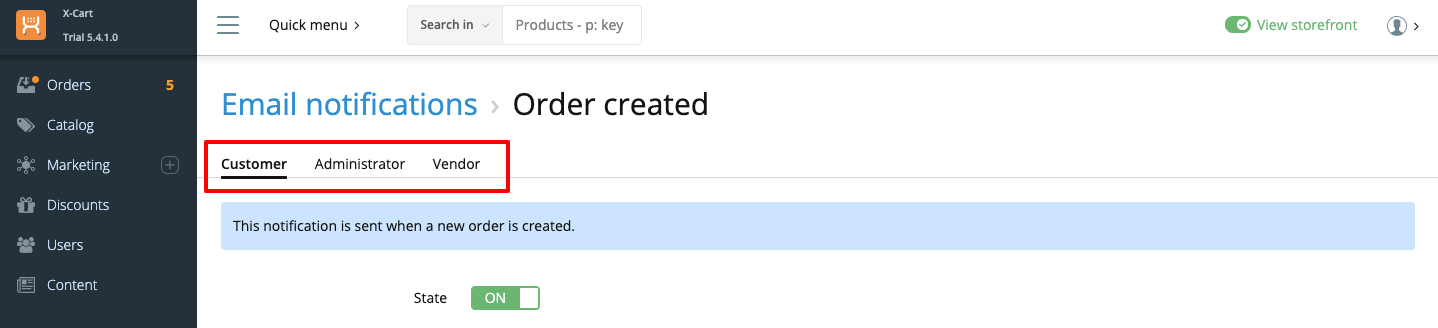 X-Cart
Trial 5.4.1.0
Quick menu
Search in
Products - p: key
View storefront
Orders 5
Catalog
Marketing
Discounts
Users
Content
Email notifications › Order created
Customer Administrator Vendor
This notification is sent when a new order is created.
State ON